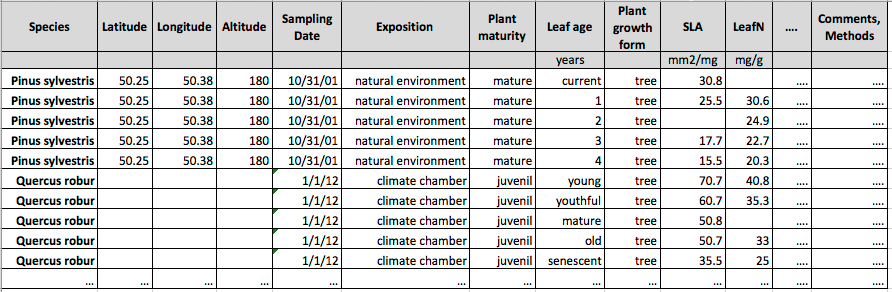 Species Latitude Longitude Altitude Sampling Date Exposition Plant maturity Leaf age Plant growth form SLA LeafN .... Comments, Methods
years mm2/mg mg/g
Pinus sylvestris 50.25 50.38 180 10/31/01 natural environment mature current tree 30.8 .... ....
Pinus sylvestris 50.25 50.38 180 10/31/01 natural environment mature 1 tree 25.5 30.6 .... ....
Pinus sylvestris 50.25 50.38 180 10/31/01 natural environment mature 2 tree 24.9 .... ....
Pinus sylvestris 50.25 50.38 180 10/31/01 natural environment mature 3 tree 17.7 22.7 .... ....
Pinus sylvestris 50.25 50.38 180 10/31/01 natural environment mature 4 tree 15.5 20.3 .... ....
Quercus robur 1/1/12 climate chamber juvenil young tree 70.7 40.8 .... ....
Quercus robur 1/1/12 climate chamber juvenil youthful tree 60.7 35.3 .... ....
Quercus robur 1/1/12 climate chamber juvenil mature tree 50.8 .... ....
Quercus robur 1/1/12 climate chamber juvenil old tree 50.7 33 .... ....
Quercus robur 1/1/12 climate chamber juvenil senescent tree 35.5 25 .... ....
... ... ... ... ... ... ... ... ... ... ... .... ....